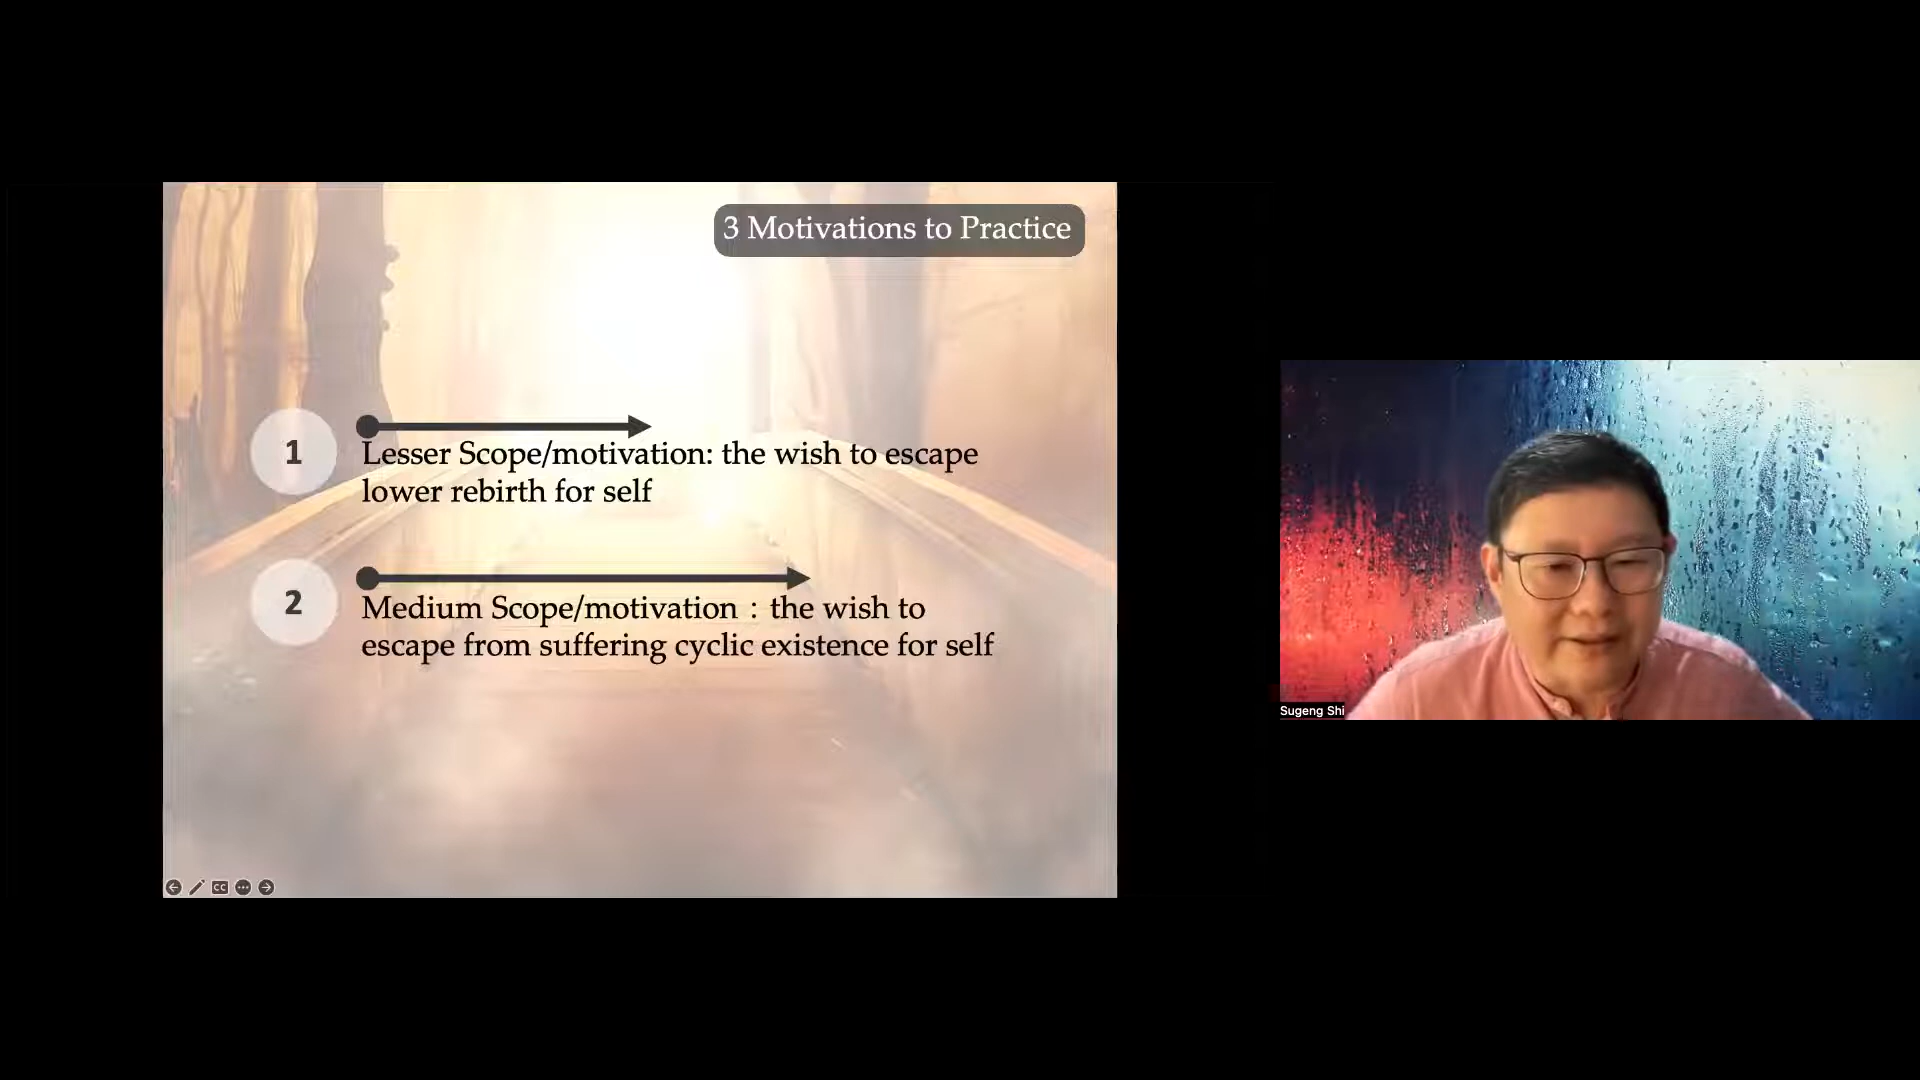 3 Motivations to Practice
1
Lesser Scope/motivation: the wish to escape
lower rebirth for self
2
Medium Scope/motivation : the wish to
escape from suffering cyclic existence for self
CC
Sugeng Shi